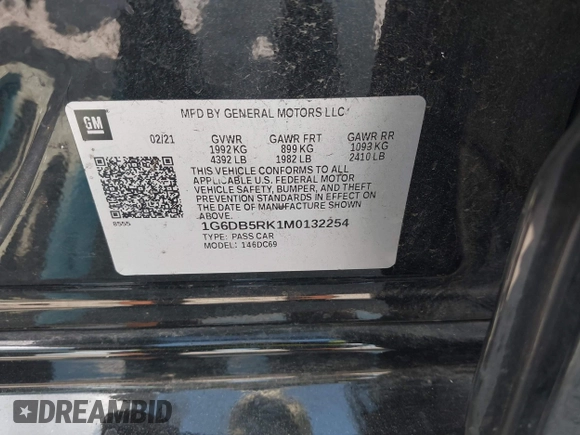 GM
MFD BY GENERAL MOTORS LLC
02/21 GVWR GAWR FRT GAWR RR
1992 KG 899 KG 1093 KG
4392 LB 1982 LB 2410 LB
THIS VEHICLE CONFORMS TO ALL
APPLICABLE U.S. FEDERAL MOTOR
VEHICLE SAFETY, BUMPER, AND THEFT
PREVENTION STANDARDS IN EFFECT ON
THE DATE OF MANUFACTURE SHOWN
ABOVE.
8555
1G6DB5RK1M0132254
TYPE: PASS CAR
MODEL: 146DC69
DREAMBID